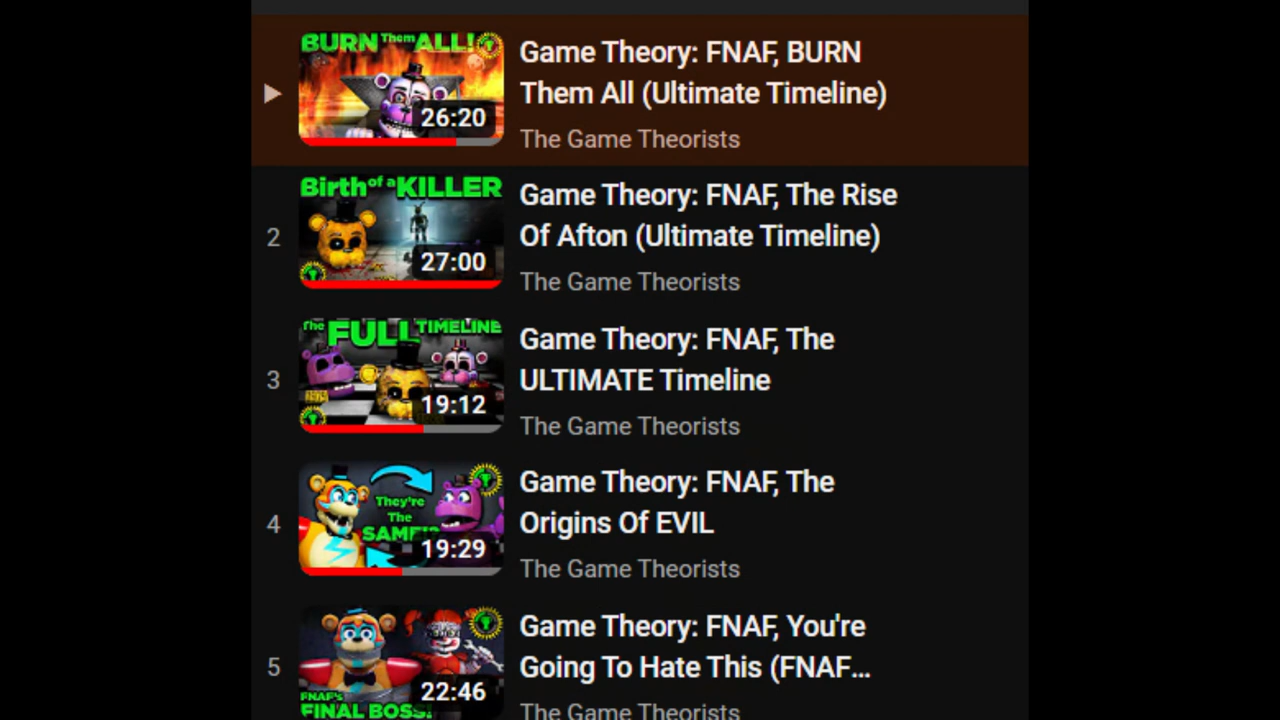 BURN Them ALL!
26:20
Game Theory: FNAF, BURN
Them All (Ultimate Timeline)
The Game Theorists
2
Birth of a KILLER
27:00
Game Theory: FNAF, The Rise
Of Afton (Ultimate Timeline)
The Game Theorists
3
The FULL TIMELINE
19:12
Game Theory: FNAF, The
ULTIMATE Timeline
The Game Theorists
4
They're
The
SAME!?
19:29
Game Theory: FNAF, The
Origins Of EVIL
The Game Theorists
5
FNAF's
FINAL BOSS!
22:46
Game Theory: FNAF, You're
Going To Hate This (FNAF...
The Game Theorists